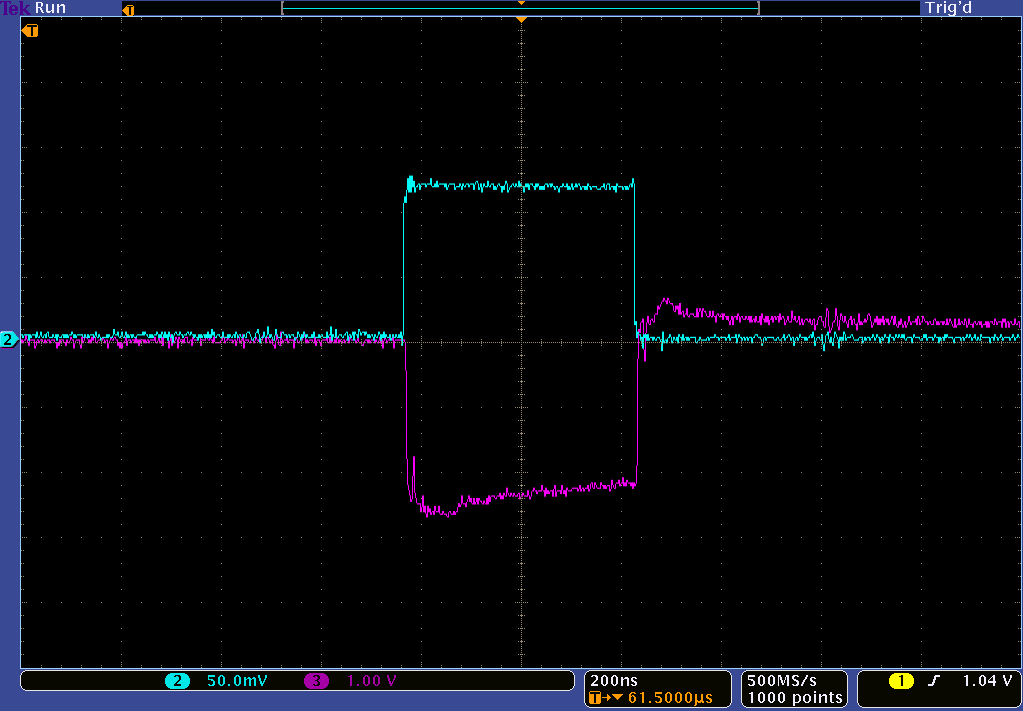 Tek Run T Trig'd
T
2
2 50.0mV 3 1.00 V 200ns 500MS/s 1 1.04 V
T 61.5000µs 1000 points